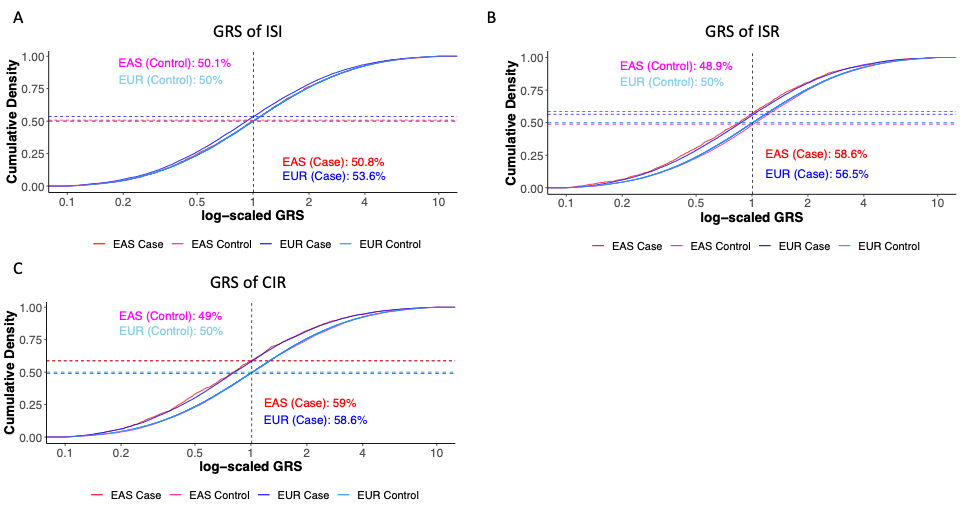 A
GRS of ISI
Cumulative Density
1.00
0.75
0.50
0.25
0.00
EAS (Control): 50.1%
EUR (Control): 50%
EAS (Case): 50.8%
EUR (Case): 53.6%
0.1 0.2 0.5 1 2 4 10
log−scaled GRS
EAS Case EAS Control EUR Case EUR Control
B
GRS of ISR
Cumulative Density
1.00
0.75
0.50
0.25
0.00
EAS (Control): 48.9%
EUR (Control): 50%
EAS (Case): 58.6%
EUR (Case): 56.5%
0.1 0.2 0.5 1 2 4 10
log−scaled GRS
EAS Case EAS Control EUR Case EUR Control
C
GRS of CIR
Cumulative Density
1.00
0.75
0.50
0.25
0.00
EAS (Control): 49%
EUR (Control): 50%
EAS (Case): 59%
EUR (Case): 58.6%
0.1 0.2 0.5 1 2 4 10
log−scaled GRS
EAS Case EAS Control EUR Case EUR Control